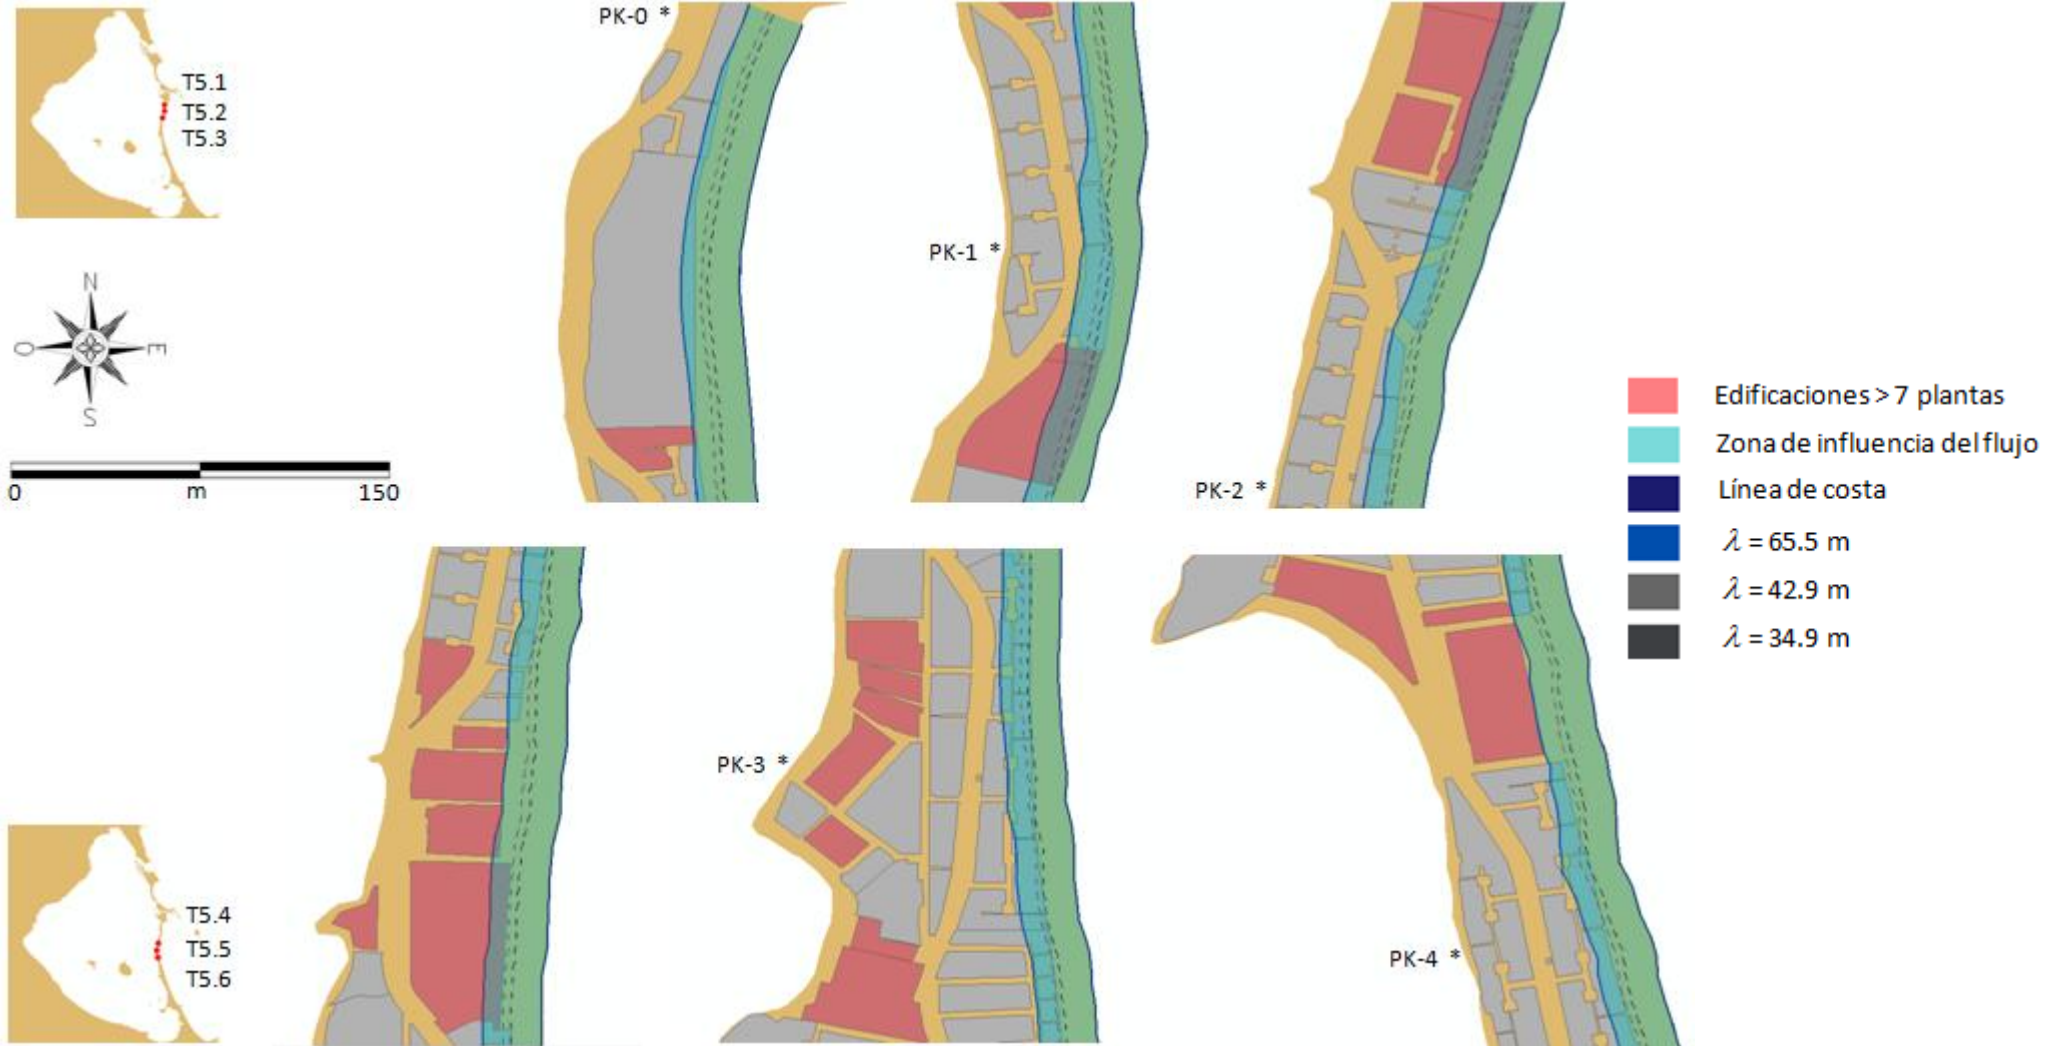 PK-0 *
T5.1
T5.2
T5.3
PK-1 *
N
O
E
S
0 m 150
PK-2 *
Edificaciones > 7 plantas
Zona de influencia del flujo
Línea de costa
λ = 65.5 m
λ = 42.9 m
λ = 34.9 m
PK-3 *
T5.4
T5.5
T5.6
PK-4 *